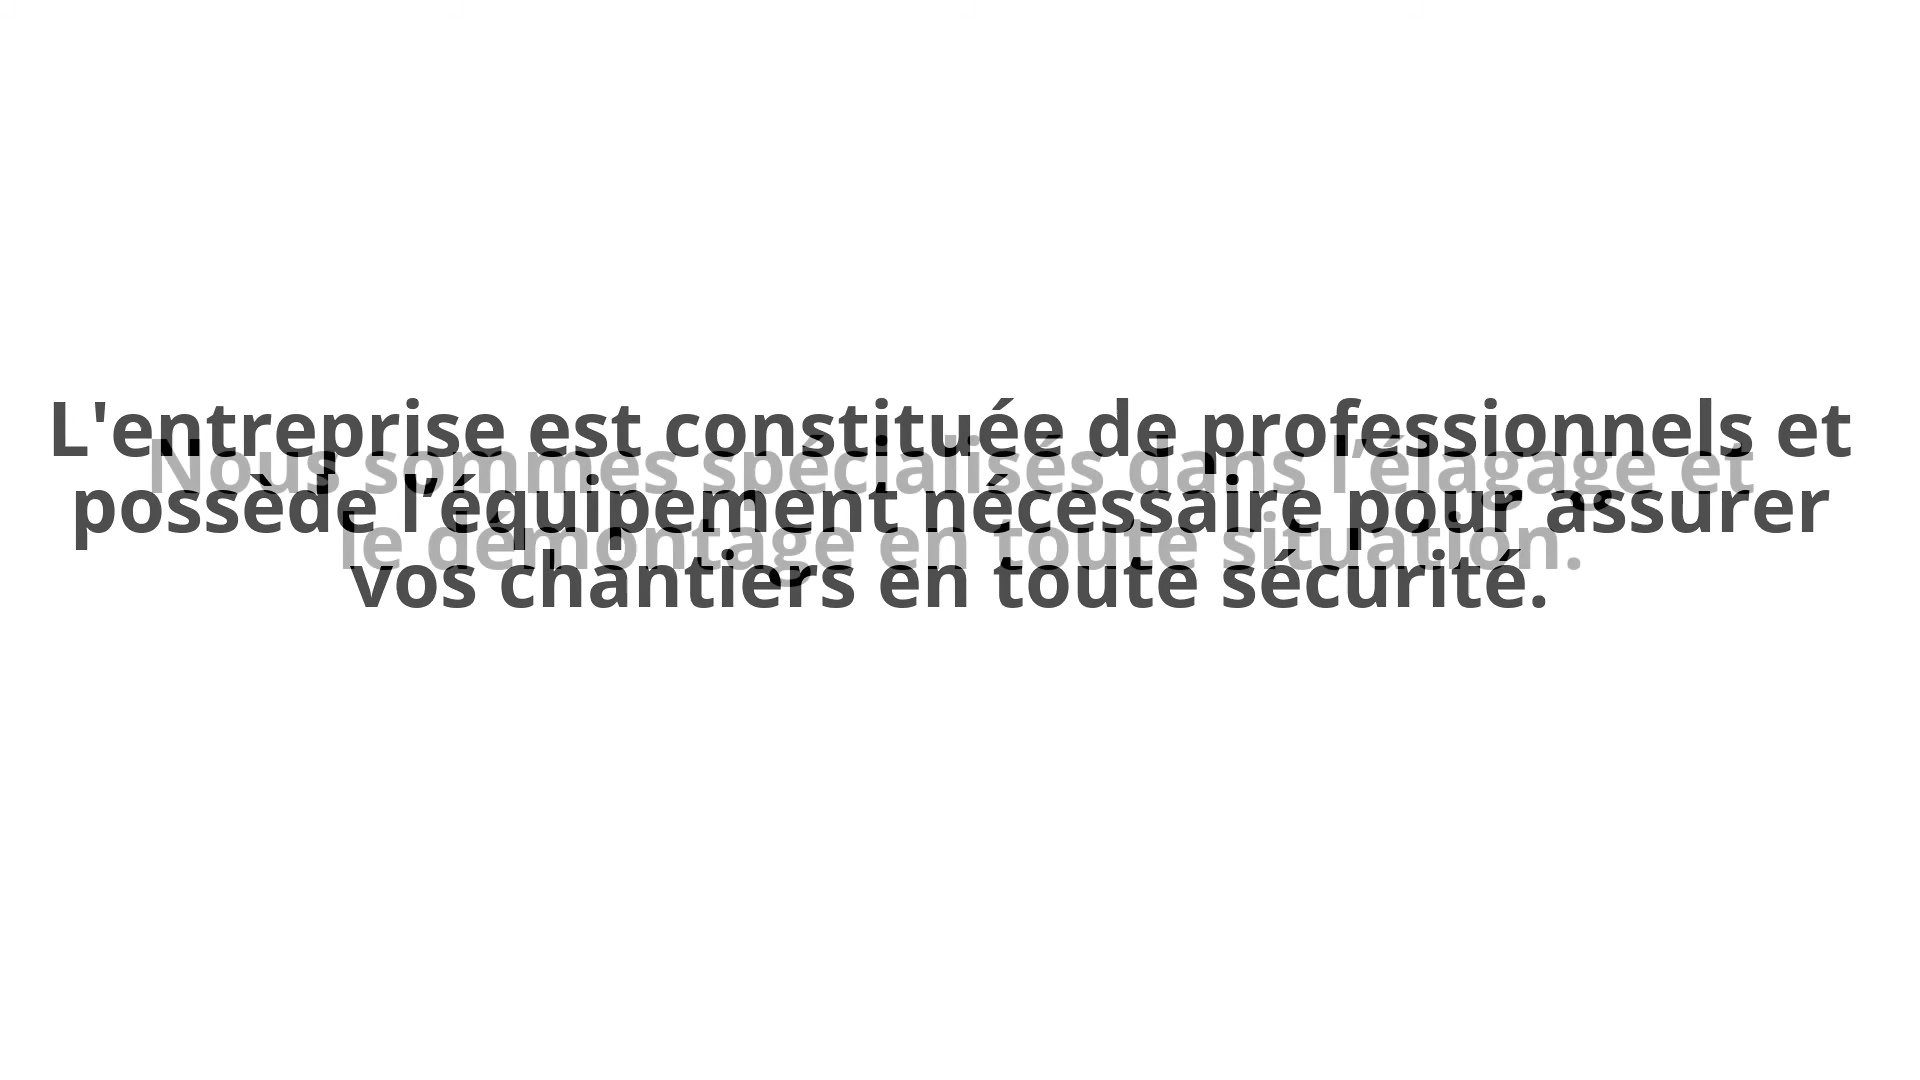 L'entreprise est constituée de professionnels et
possède l’équipement nécessaire pour assurer
vos chantiers en toute sécurité.
Nous sommes spécialisés dans l’élagage et
le démontage en toute situation.